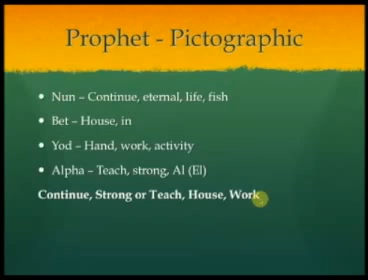 Prophet - Pictographic
• Nun – Continue, eternal, life, fish
• Bet – House, in
• Yod – Hand, work, activity
• Alpha – Teach, strong, Al (El)
Continue, Strong or Teach, House, Work